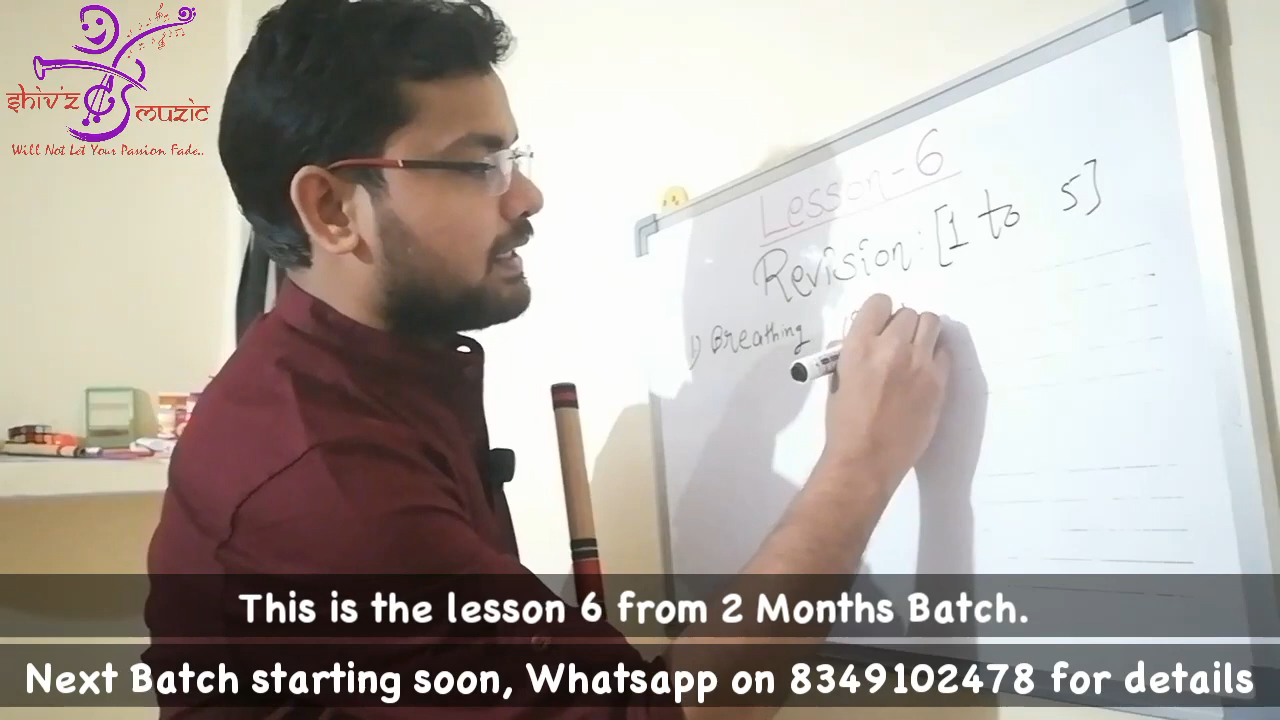 shiv'z muzic
Will Not Let Your Passion Fade..
Lesson-6
Revision:[1 to 5]
1) Breathing
This is the lesson 6 from 2 Months Batch.
Next Batch starting soon, Whatsapp on 8349102478 for details